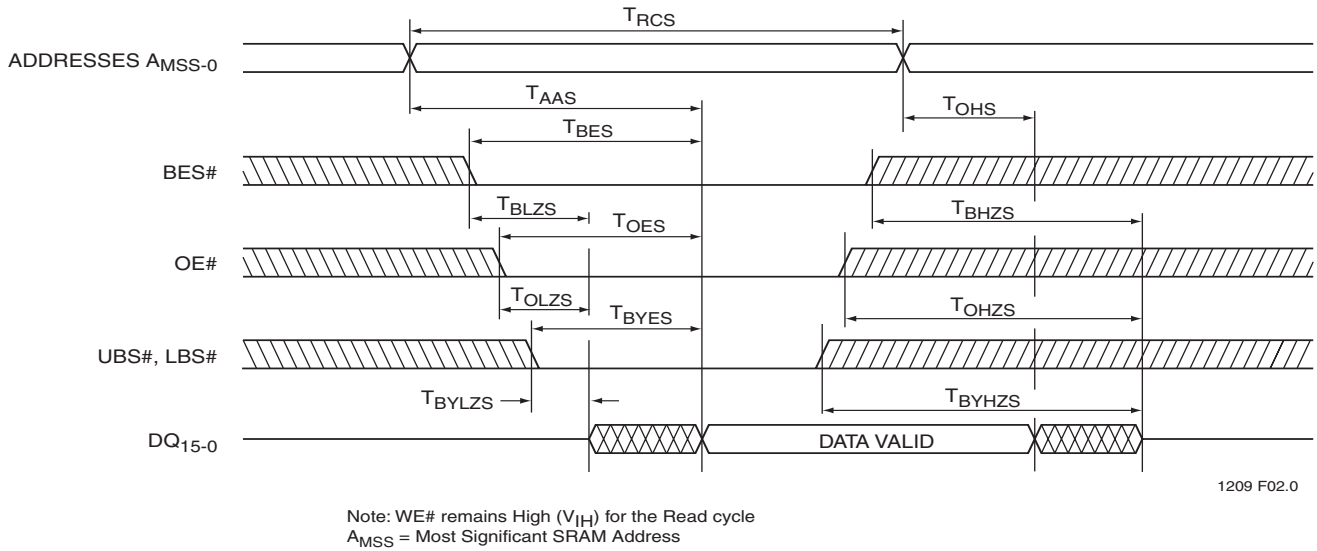 TRCS
ADDRESSES AMSS-0
TAAS
TOHS
TBES
BES#
TBLZS
TBHZS
TOES
OE#
TOLZS
TOHZS
TBYES
UBS#, LBS#
TBYLZS
TBYHZS
DQ15-0
DATA VALID
1209 F02.0
Note: WE# remains High (VIH) for the Read cycle
AMSS = Most Significant SRAM Address